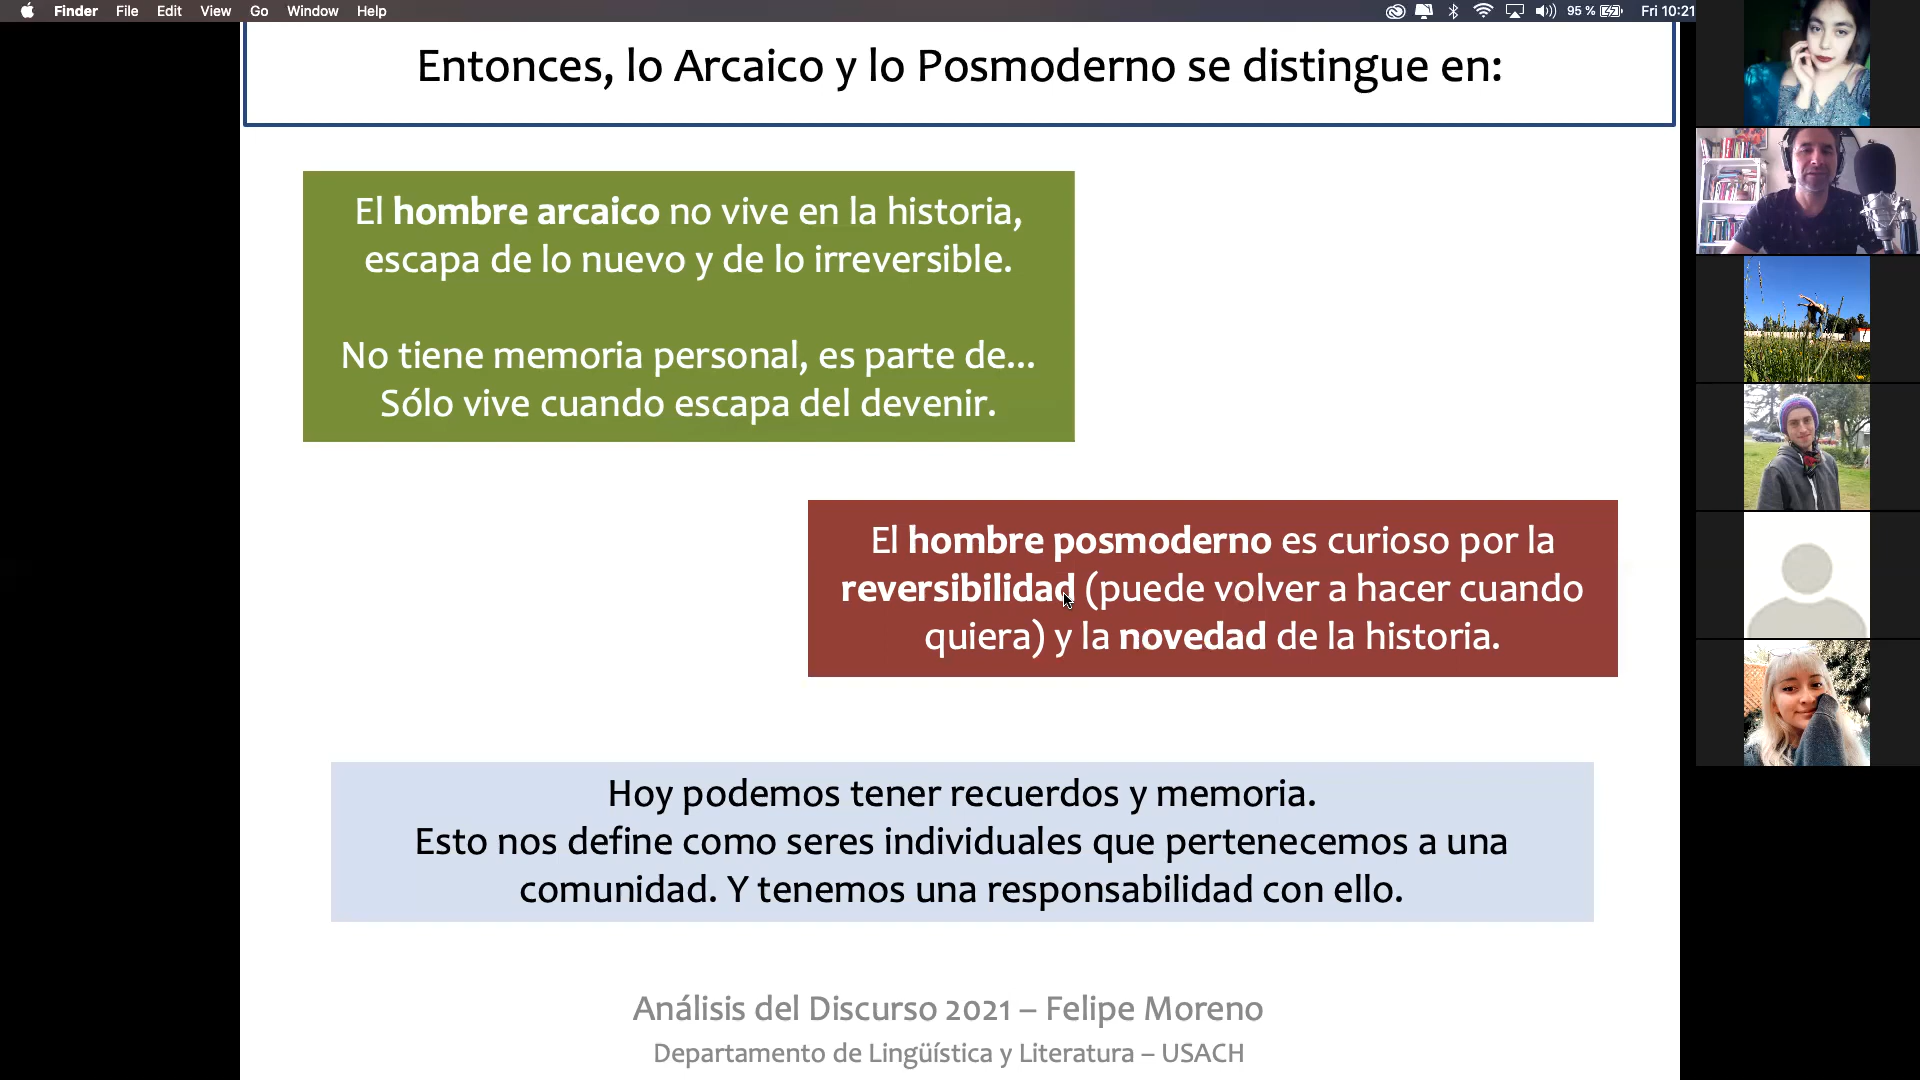 Finder File Edit View Go Window Help
95 % Fri 10:21
Entonces, lo Arcaico y lo Posmoderno se distingue en:
El hombre arcaico no vive en la historia,
escapa de lo nuevo y de lo irreversible.
No tiene memoria personal, es parte de...
Sólo vive cuando escapa del devenir.
El hombre posmoderno es curioso por la
reversibilidad (puede volver a hacer cuando
quiera) y la novedad de la historia.
Hoy podemos tener recuerdos y memoria.
Esto nos define como seres individuales que pertenecemos a una
comunidad. Y tenemos una responsabilidad con ello.
Análisis del Discurso 2021 – Felipe Moreno
Departamento de Lingüística y Literatura – USACH